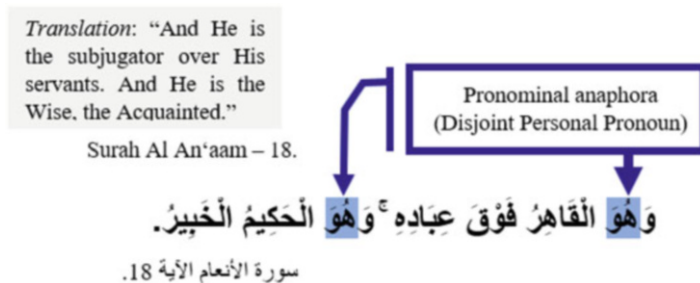 Translation: “And He is
the subjugator over His
servants. And He is the
Wise, the Acquainted.”
Surah Al An‘aam – 18.
Pronominal anaphora
(Disjoint Personal Pronoun)
وَهُوَ الْقَاهِرُ فَوْقَ عِبَادِهِ ۚ وَهُوَ الْحَكِيمُ الْخَبِيرُ.
سورة الأنعام الآية 18.